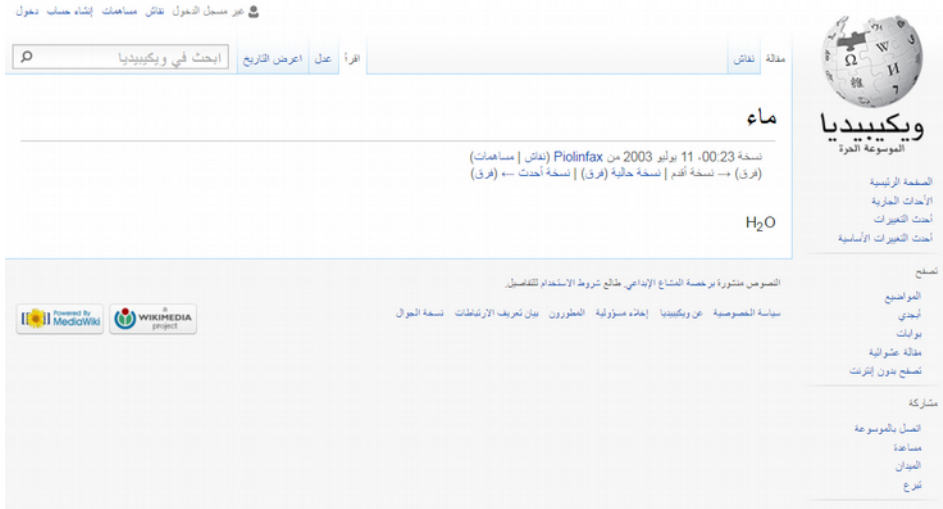 غير مسجل الدخول نقاش مساهمات إنشاء حساب دخول
مقالة نقاش اقرأ عدل اعرض التاريخ ابحث في ويكيبيديا
Ω W И 維 7
ويكيبيديا
الموسوعة الحرة
ماء
نسخة 00:23، 11 يوليو 2003 من Piolinfax (نقاش | مساهمات)
(فرق) → نسخة أقدم | نسخة حالية (فرق) | نسخة أحدث ← (فرق)
H₂O
الصفحة الرئيسية
الأحداث الجارية
أحدث التغييرات
أحدث التغييرات الأساسية
تصفح
المواضيع
أبجدي
بوابات
مقالة عشوائية
تصفح بدون إنترنت
مشاركة
اتصل بالموسوعة
مساعدة
الميدان
تبرع
النصوص منشورة برخصة المشاع الإبداعي. طالع شروط الاستخدام للتفاصيل.
سياسة الخصوصية عن ويكيبيديا إخلاء مسؤولية المطورون بيان تعريف الارتباطات نسخة الجوال
a
WIKIMEDIA
project
Powered By
MediaWiki